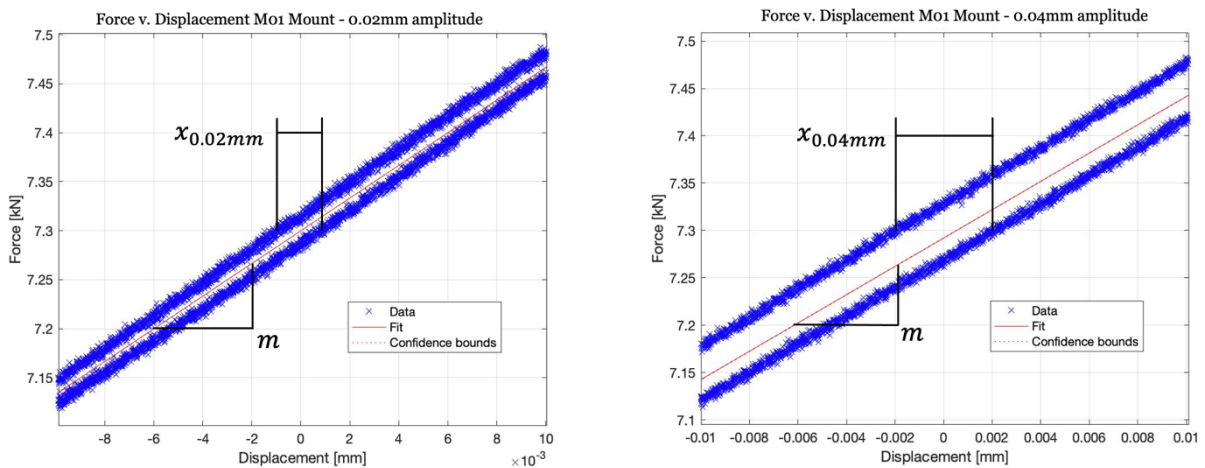 Force v. Displacement M01 Mount - 0.02mm amplitude
7.5
7.45
7.4
7.35
7.3
7.25
7.2
7.15
Force [kN]
x0.02mm
m
Data
Fit
Confidence bounds
-8 -6 -4 -2 0 2 4 6 8 10
Displacement [mm]
×10-3
Force v. Displacement M01 Mount - 0.04mm amplitude
7.5
7.45
7.4
7.35
7.3
7.25
7.2
7.15
7.1
Force [kN]
x0.04mm
m
Data
Fit
Confidence bounds
-0.01 -0.008 -0.006 -0.004 -0.002 0 0.002 0.004 0.006 0.008 0.01
Displacement [mm]